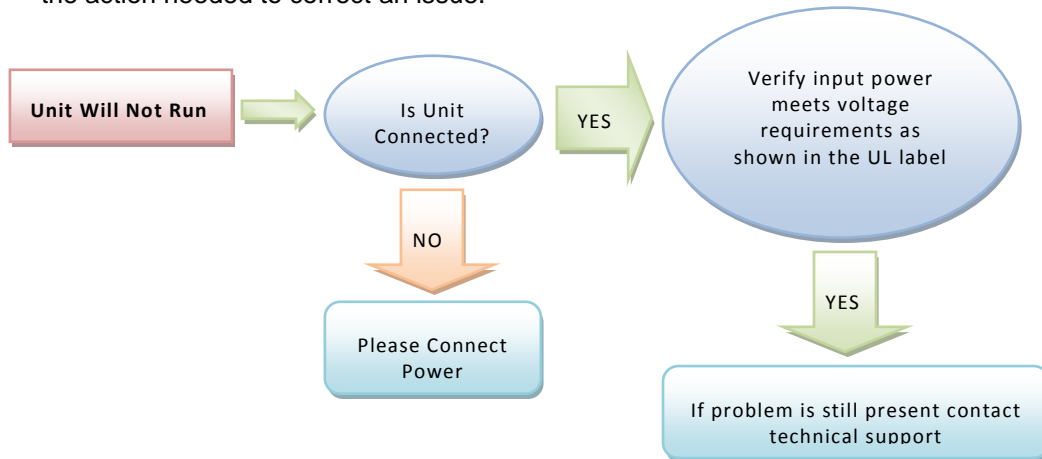 the action needed to correct an issue.
Unit Will Not Run
Is Unit
Connected?
YES
Verify input power
meets voltage
requirements as
shown in the UL label
NO
YES
Please Connect
Power
If problem is still present contact
technical support